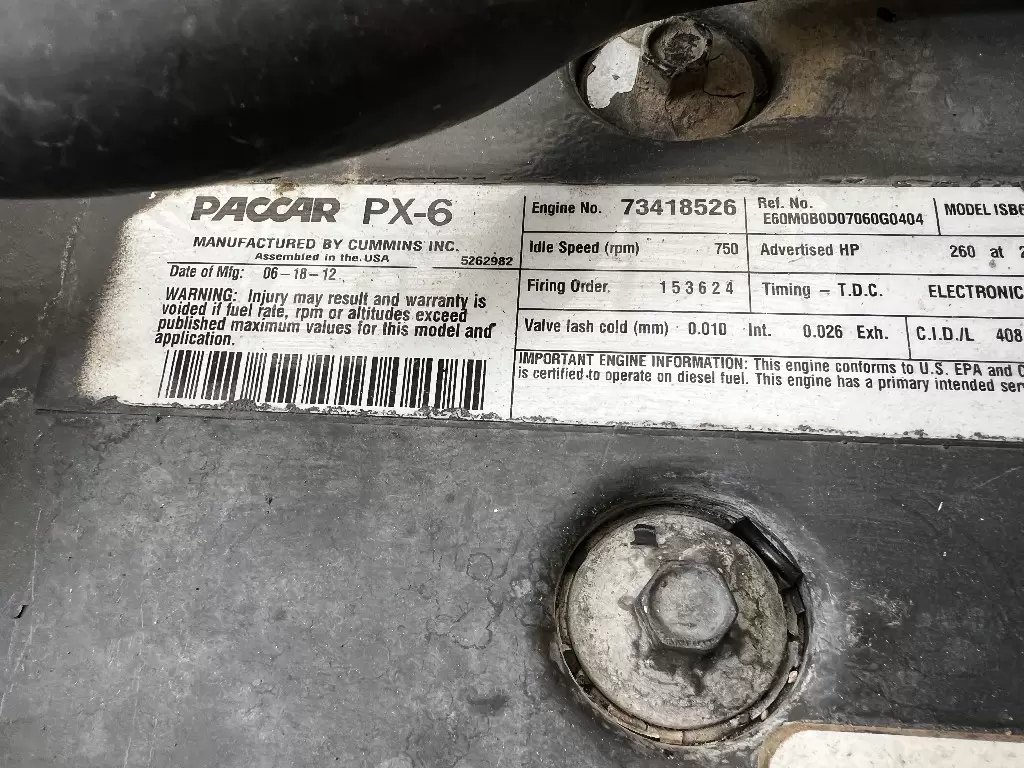 PACCAR PX-6
MANUFACTURED BY CUMMINS INC.
Assembled in the USA 5262982
Date of Mfg: 06-18-12
WARNING: Injury may result and warranty is
voided if fuel rate, rpm or altitudes exceed
published maximum values for this model and
application.
Engine No. 73418526
Ref. No.
E60M0B0D07060G0404
MODEL ISB6
Idle Speed (rpm) 750
Advertised HP 260 at 2
Firing Order. 153624
Timing - T.D.C. ELECTRONIC
Valve lash cold (mm) 0.010 Int. 0.026 Exh.
C.I.D./L 408
IMPORTANT ENGINE INFORMATION: This engine conforms to U.S. EPA and C
is certified to operate on diesel fuel. This engine has a primary intended ser